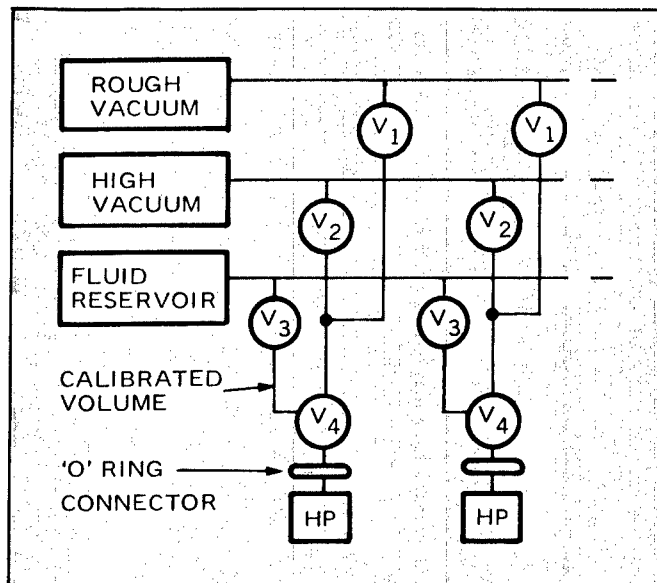 ROUGH
VACUUM
V1
V1
HIGH
VACUUM
V2
V2
FLUID
RESERVOIR
V3
V3
CALIBRATED
VOLUME
V4
V4
'O' RING
CONNECTOR
HP
HP